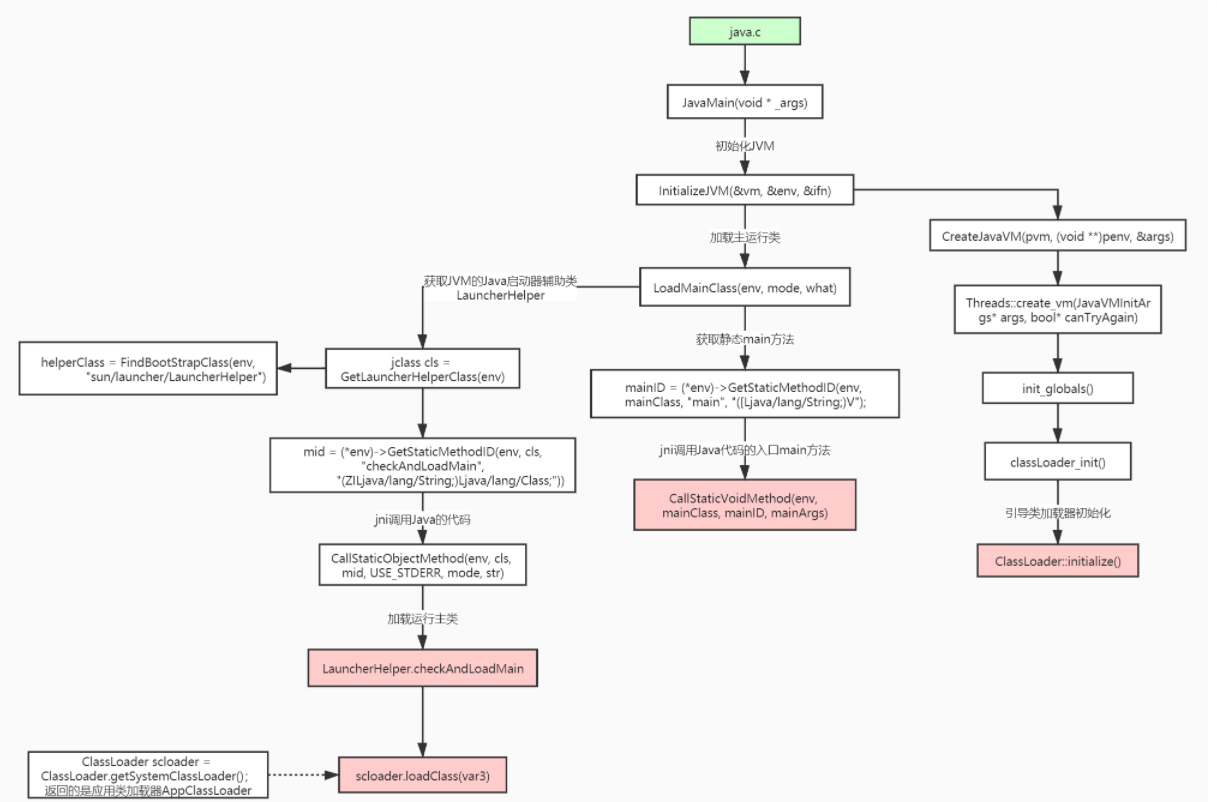 java.c
JavaMain(void * _args)
初始化JVM
InitializeJVM(&vm, &env, &ifn)
加载主运行类
CreateJavaVM(pvm, (void **)penv, &args)
获取JVM的Java启动器辅助类
LauncherHelper
LoadMainClass(env, mode, what)
Threads::create_vm(JavaVMInitAr
gs* args, bool* canTryAgain)
获取静态main方法
helperClass = FindBootStrapClass(env,
"sun/launcher/LauncherHelper")
jclass cls =
GetLauncherHelperClass(env)
mainID = (*env)->GetStaticMethodID(env,
mainClass, "main", "([Ljava/lang/String;)V");
init_globals()
mid = (*env)->GetStaticMethodID(env, cls,
"checkAndLoadMain",
"(ZILjava/lang/String;)Ljava/lang/Class;"))
jni调用Java代码的入口main方法
classLoader_init()
CallStaticVoidMethod(env,
mainClass, mainID, mainArgs)
引导类加载器初始化
jni调用Java的代码
ClassLoader::initialize()
CallStaticObjectMethod(env, cls,
mid, USE_STDERR, mode, str)
加载运行主类
LauncherHelper.checkAndLoadMain
ClassLoader scloader =
ClassLoader.getSystemClassLoader();
返回的是应用类加载器AppClassLoader
scloader.loadClass(var3)